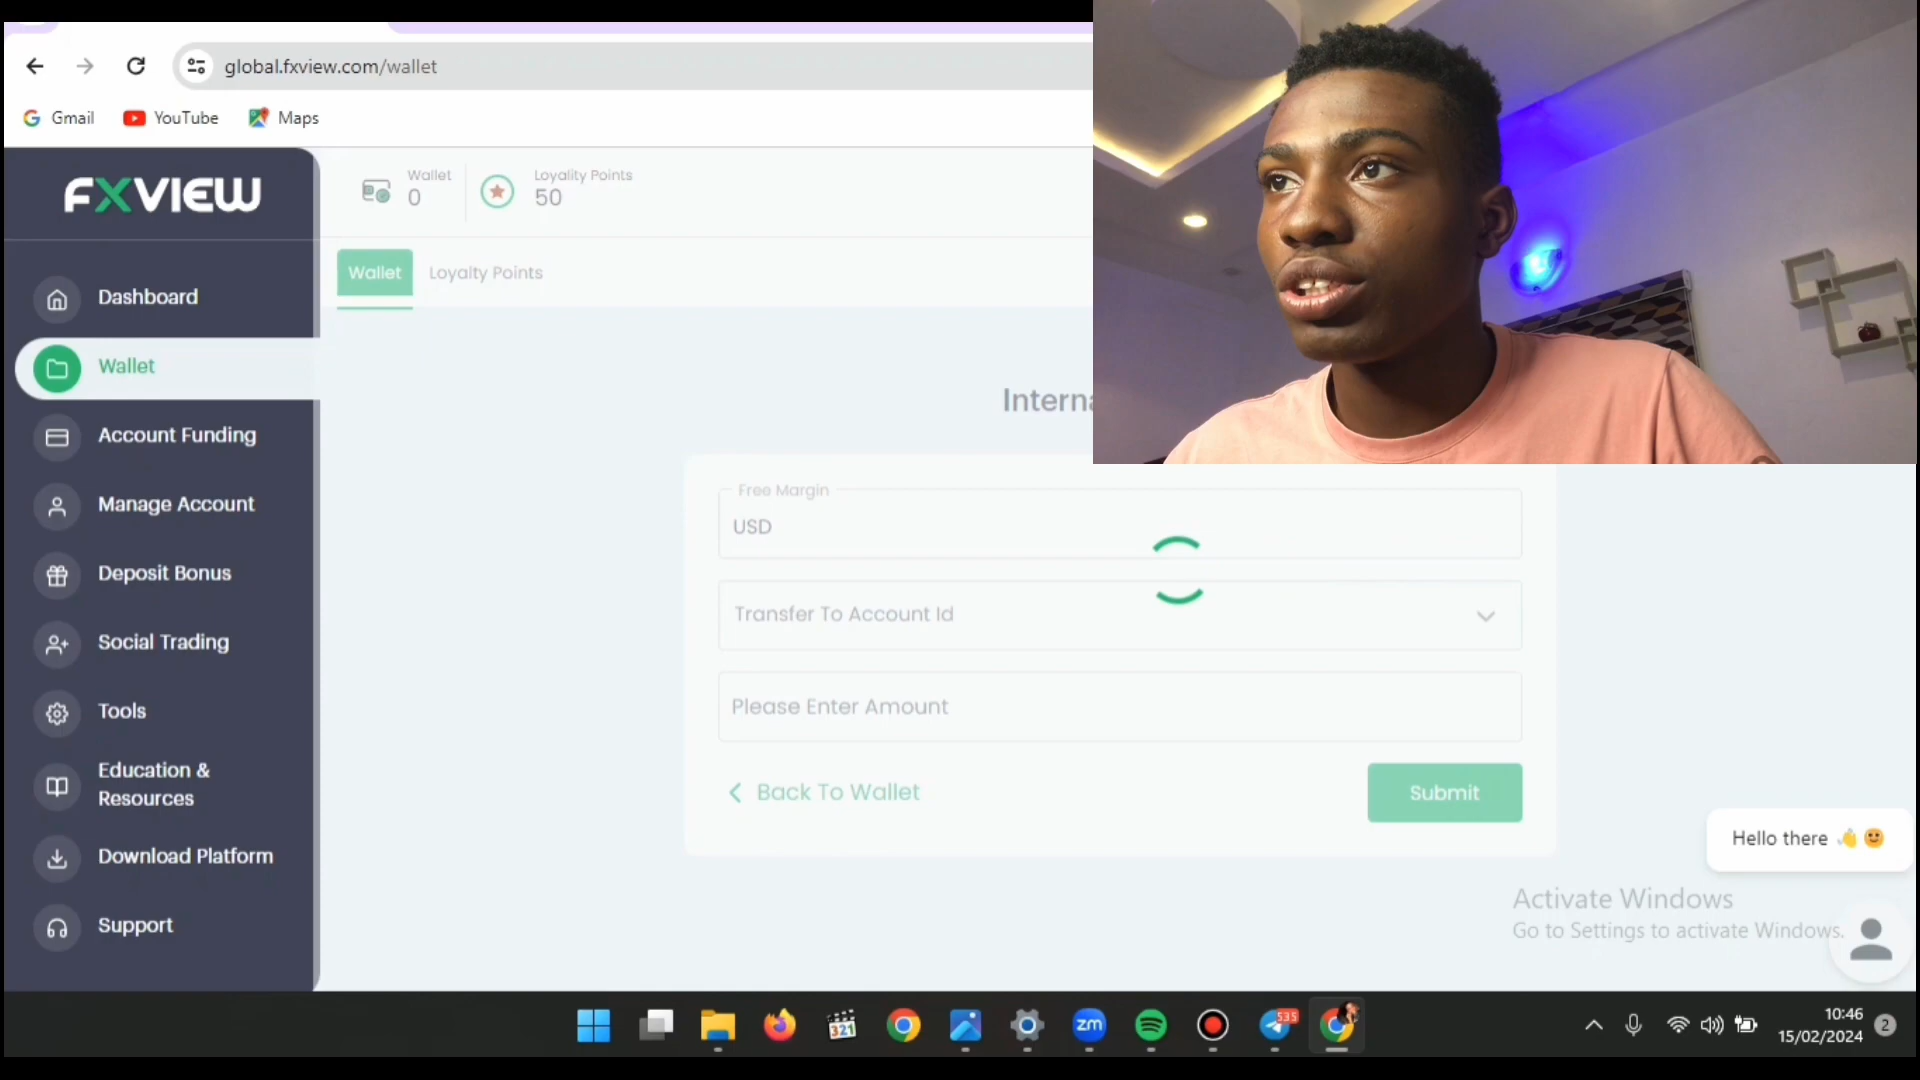 global.fxview.com/wallet
Gmail
YouTube
Maps
FXVIEW
Wallet
0
Loyality Points
50
Wallet
Loyalty Points
Dashboard
Wallet
Account Funding
Manage Account
Deposit Bonus
Social Trading
Tools
Education &
Resources
Download Platform
Support
Interna
Free Margin
USD
Transfer To Account Id
Please Enter Amount
Back To Wallet
Submit
Hello there 👋 🙂
Activate Windows
Go to Settings to activate Windows.
321
zm
535
10:46
15/02/2024
2